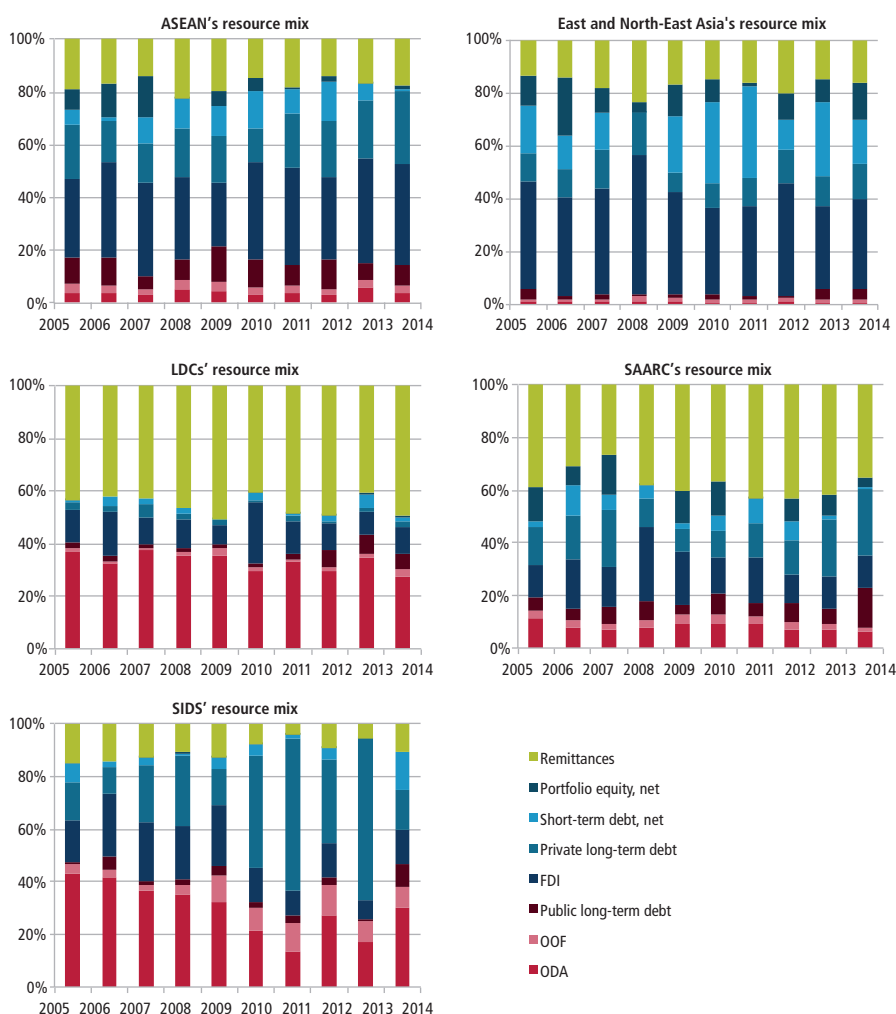 ASEAN's resource mix
100%
80%
60%
40%
20%
0%
2005 2006 2007 2008 2009 2010 2011 2012 2013 2014
East and North-East Asia's resource mix
100%
80%
60%
40%
20%
0%
2005 2006 2007 2008 2009 2010 2011 2012 2013 2014
LDCs' resource mix
100%
80%
60%
40%
20%
0%
2005 2006 2007 2008 2009 2010 2011 2012 2013 2014
SAARC's resource mix
100%
80%
60%
40%
20%
0%
2005 2006 2007 2008 2009 2010 2011 2012 2013 2014
SIDS' resource mix
100%
80%
60%
40%
20%
0%
2005 2006 2007 2008 2009 2010 2011 2012 2013 2014
Remittances
Portfolio equity, net
Short-term debt, net
Private long-term debt
FDI
Public long-term debt
OOF
ODA